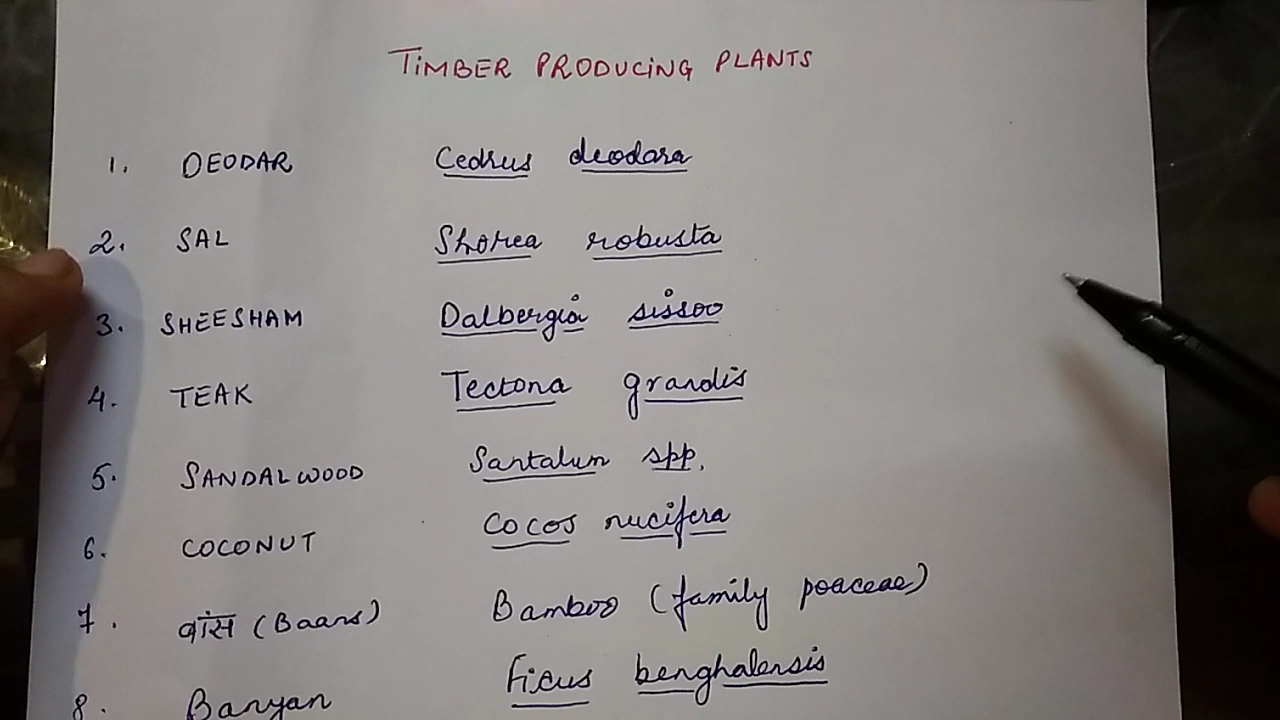 TIMBER PRODUCING PLANTS
1. DEODAR Cedrus deodara
2. SAL Shorea robusta
3. SHEESHAM Dalbergia sissoo
4. TEAK Tectona grandis
5. SANDALWOOD Santalum spp.
6. COCONUT Cocos nucifera
7. बांस (Baans) Bamboo (family poaceae)
8. Banyan Ficus benghalensis